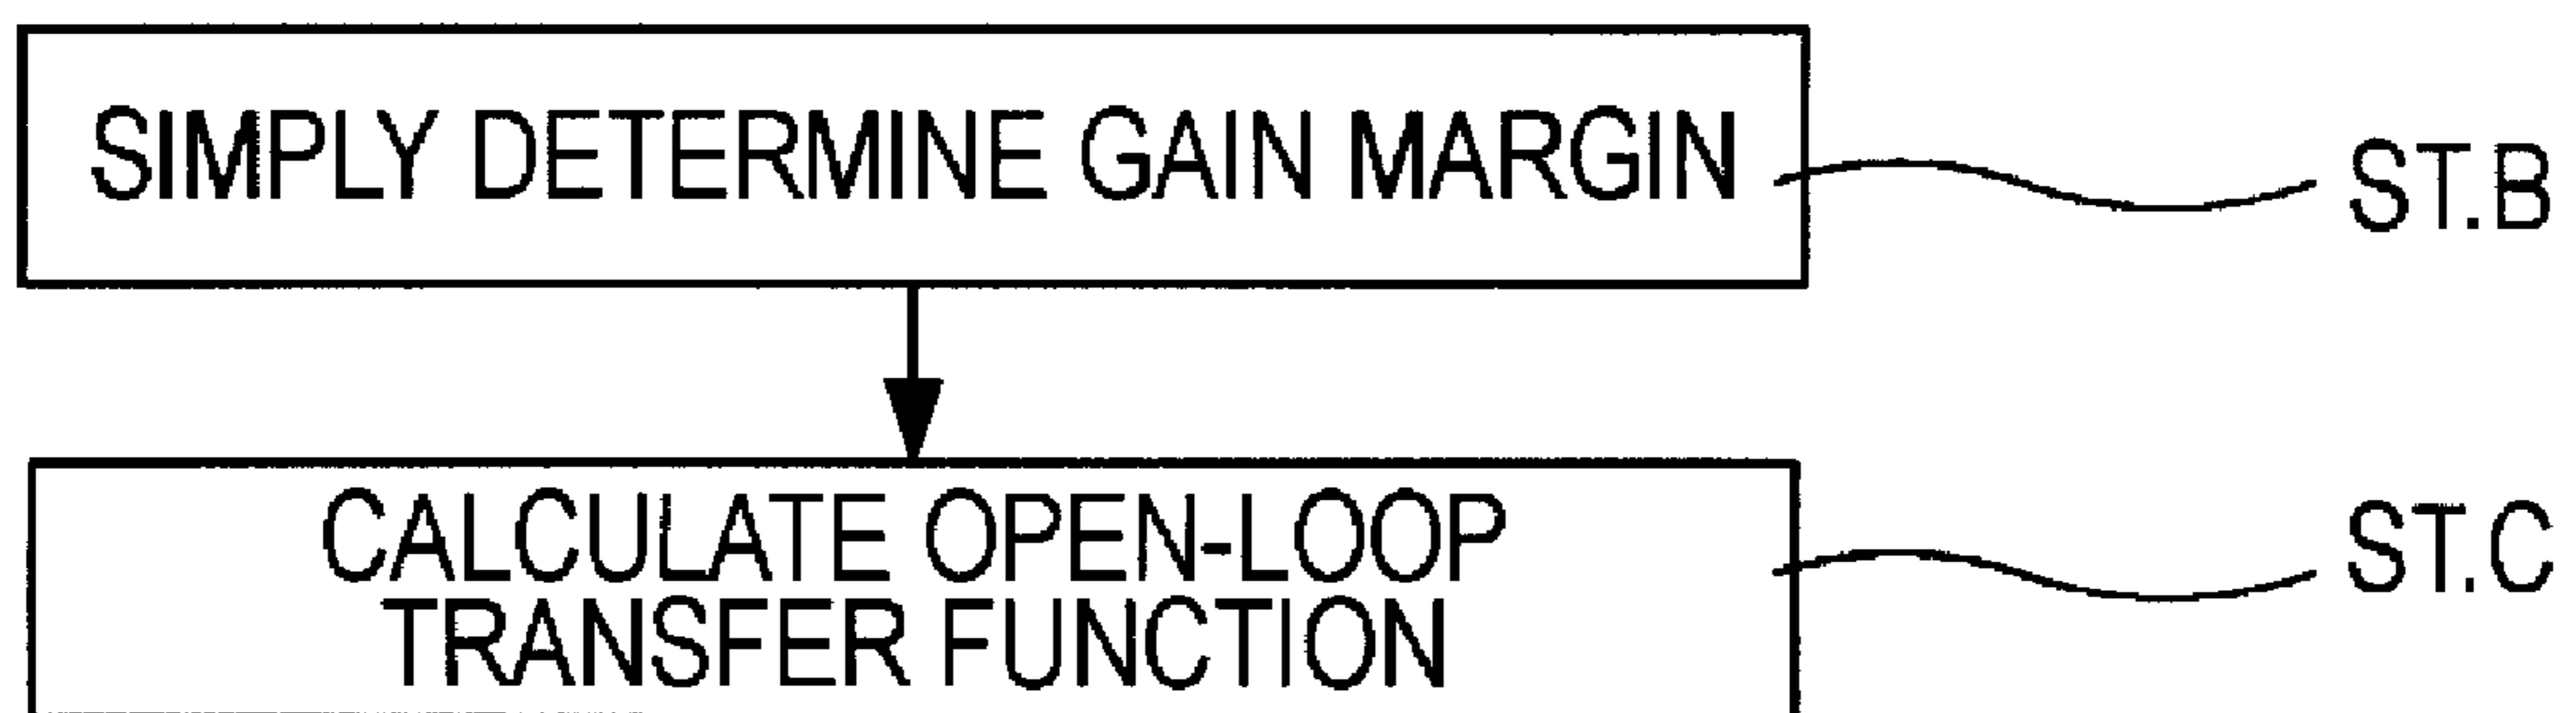 SIMPLY DETERMINE GAIN MARGIN
ST.B
CALCULATE OPEN-LOOP
TRANSFER FUNCTION
ST.C